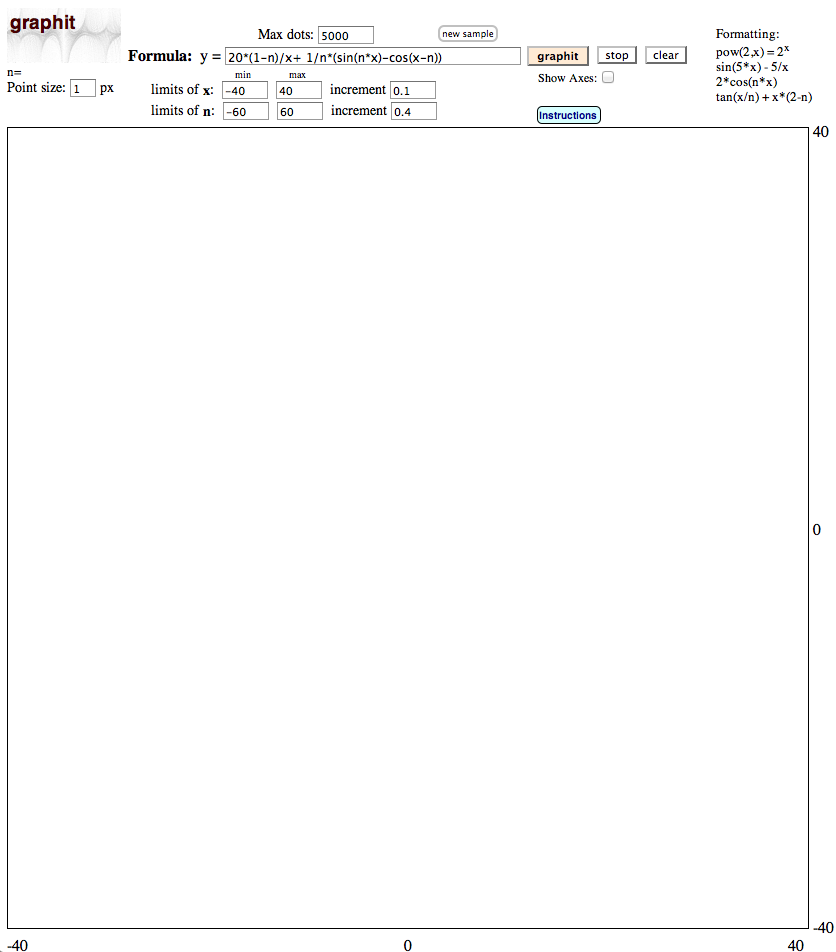 graphit
Max dots: 5000
new sample
Formatting:
Formula: y = 20*(1-n)/x+ 1/n*(sin(n*x)-cos(x-n))
graphit stop clear
pow(2,x) = 2x
sin(5*x) - 5/x
2*cos(n*x)
tan(x/n) + x*(2-n)
n=
min max
Show Axes:
Point size: 1 px
limits of x: -40 40 increment 0.1
limits of n: -60 60 increment 0.4
Instructions
40
0
-40
-40 0 40